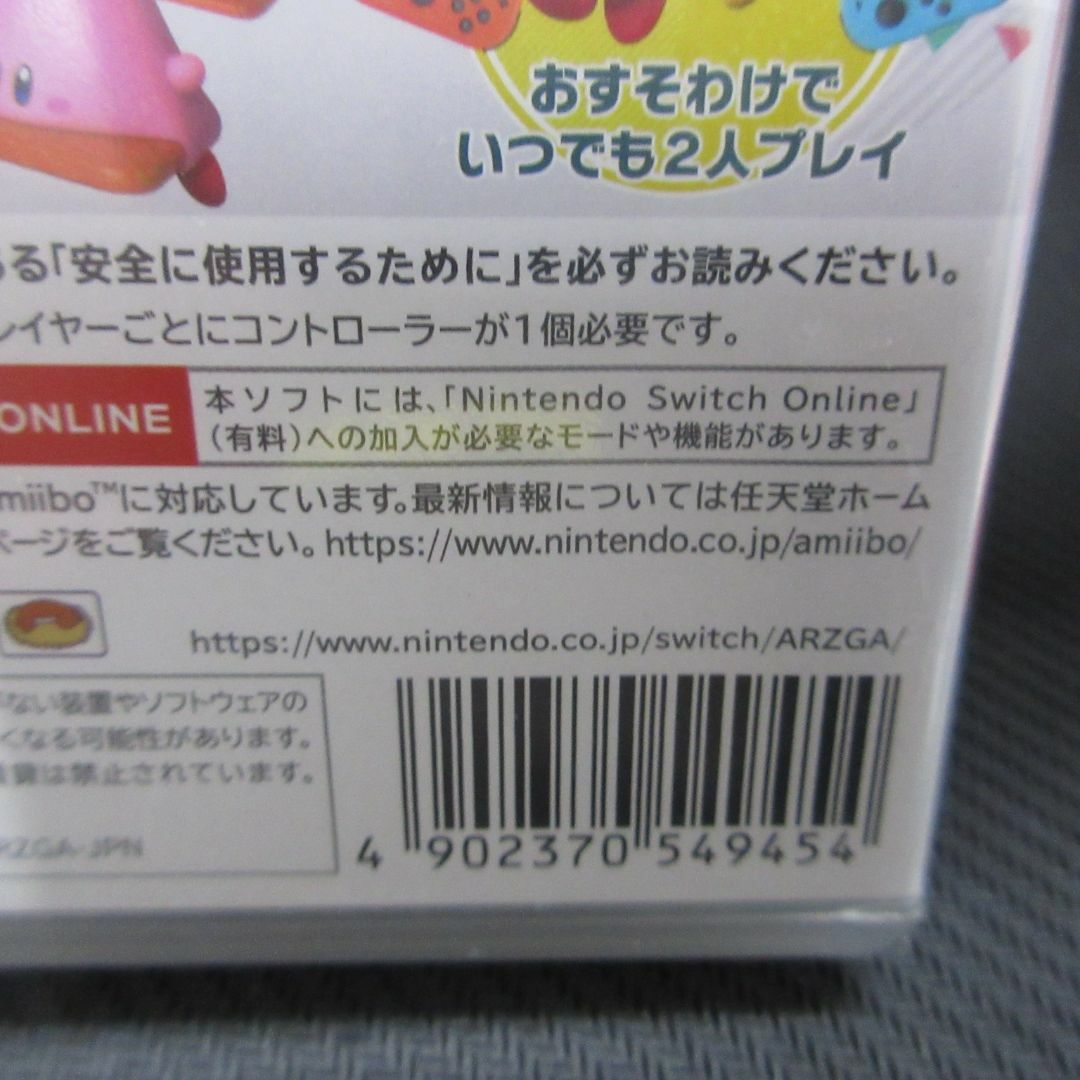 おすそわけで
いつでも2人プレイ
る「安全に使用するために」を必ずお読みください。
レイヤーごとにコントローラーが1個必要です。
ONLINE
本ソフトには、「Nintendo Switch Online」
(有料)への加入が必要なモードや機能があります。
miibo™に対応しています。最新情報については任天堂ホーム
ページをご覧ください。https://www.nintendo.co.jp/amiibo/
https://www.nintendo.co.jp/switch/ARZGA/
ない装置やソフトウェアの
くなる可能性があります。
賃は禁止されています。
RZGA-JPN
4 902370 549454